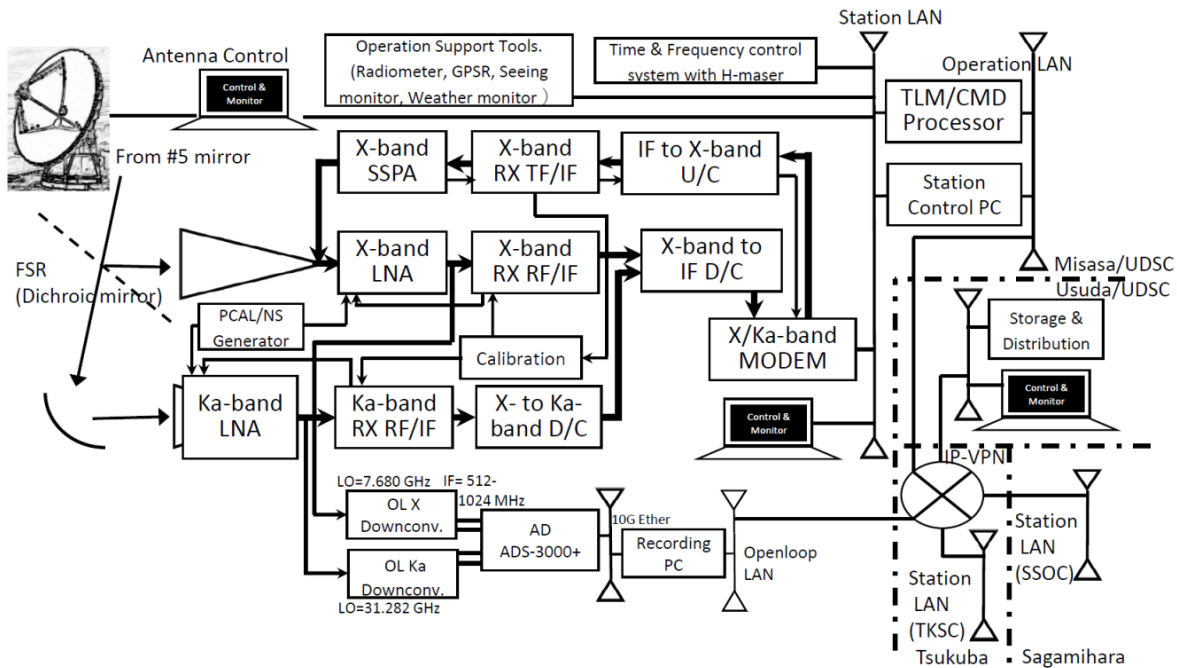 Station LAN
Antenna Control
Control &
Monitor
Operation Support Tools.
(Radiometer, GPSR, Seeing
monitor, Weather monitor )
Time & Frequency control
system with H-maser
Operation LAN
TLM/CMD
Processor
From #5 mirror
X-band
SSPA
X-band
RX TF/IF
IF to X-band
U/C
Station
Control PC
FSR
(Dichroic mirror)
X-band
LNA
X-band
RX RF/IF
X-band to
IF D/C
Misasa/UDSC
Usuda/UDSC
PCAL/NS
Generator
Calibration
X/Ka-band
MODEM
Storage &
Distribution
Control &
Monitor
Ka-band
LNA
Ka-band
RX RF/IF
X- to Ka-
band D/C
Control &
Monitor
IP-VPN
LO=7.680 GHz
IF= 512-
1024 MHz
OL X
Downconv.
AD
ADS-3000+
10G Ether
Recording
PC
Openloop
LAN
OL Ka
Downconv.
LO=31.282 GHz
Station
LAN
(SSOC)
Station
LAN
(TKSC)
Tsukuba
Sagamihara